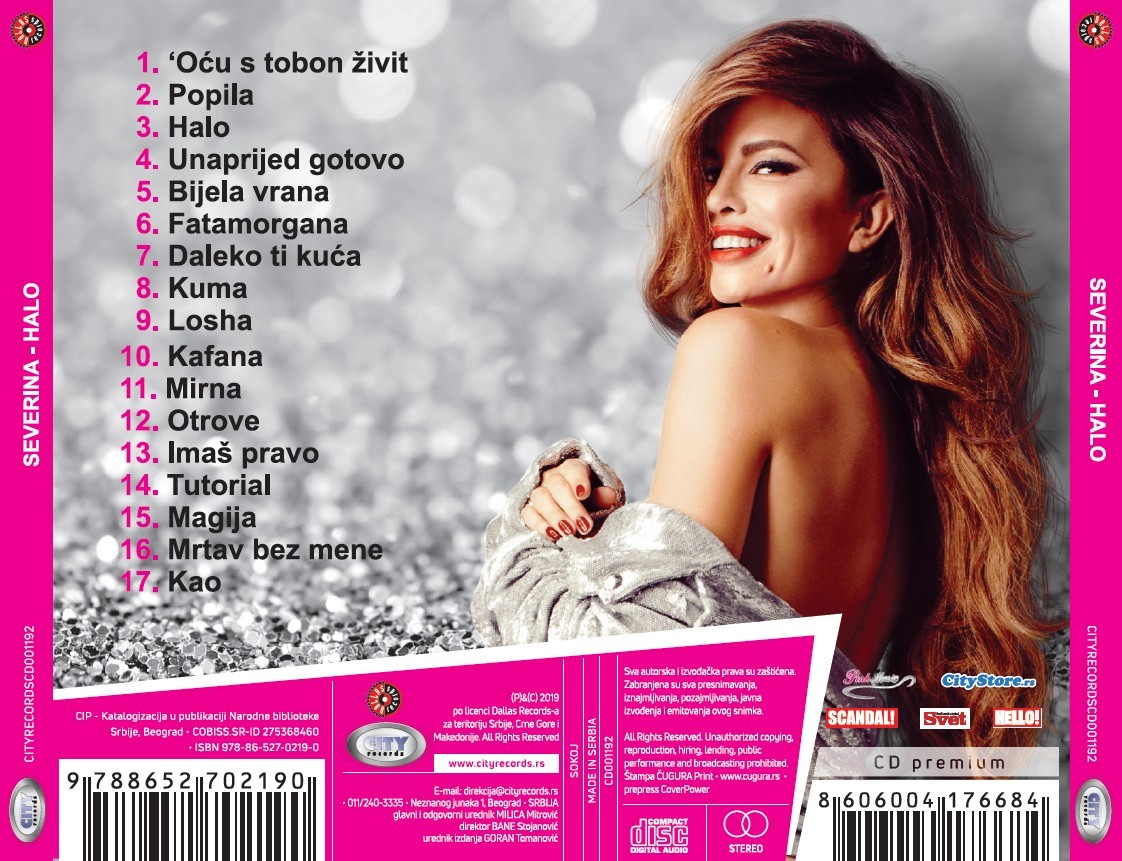 SEVERINA - HALO
CITYRECORDSCD001192
CITY
records
1. ‘Oću s tobon živit
2. Popila
3. Halo
4. Unaprijed gotovo
5. Bijela vrana
6. Fatamorgana
7. Daleko ti kuća
8. Kuma
9. Losha
10. Kafana
11. Mirna
12. Otrove
13. Imaš pravo
14. Tutorial
15. Magija
16. Mrtav bez mene
17. Kao
CIP - Katalogizacija u publikaciji Narodne biblioteke
Srbije, Beograd · COBISS.SR-ID 275368460
· ISBN 978-86-527-0219-0
9 788652 702190
CITY
records
(P)&(C) 2019
po licenci Dallas Records-a
za teritoriju Srbije, Crne Gore i
Makedonije. All Rights Reserved
www.cityrecords.rs
E-mail: direkcija@cityrecords.rs
· 011/240-3335 · Neznanog junaka 1, Beograd · SRBIJA
glavni i odgovorni urednik MILICA Mitrović
direktor BANE Stojanović
urednik izdanja GORAN Tomanović
SOKOJ
MADE IN SERBIA
CD001192
Sva autorska i izvođačka prava su zaštićena.
Zabranjena su sva presnimavanja,
iznajmljivanja, pozajmljivanja, javna
izvođenja i emitovanja ovog snimka.
All Rights Reserved. Unauthorized copying,
reproduction, hiring, lending, public
performance and broadcasting prohibited.
Štampa ČUGURA Print · www.cugura.rs ·
prepress CoverPower
COMPACT
disc
DIGITAL AUDIO
STEREO
CityStore.rs
SCANDAL!
Svet
HELLO!
CD premium
8 606004 176684
SEVERINA - HALO
CITYRECORDSCD001192
CITY
records